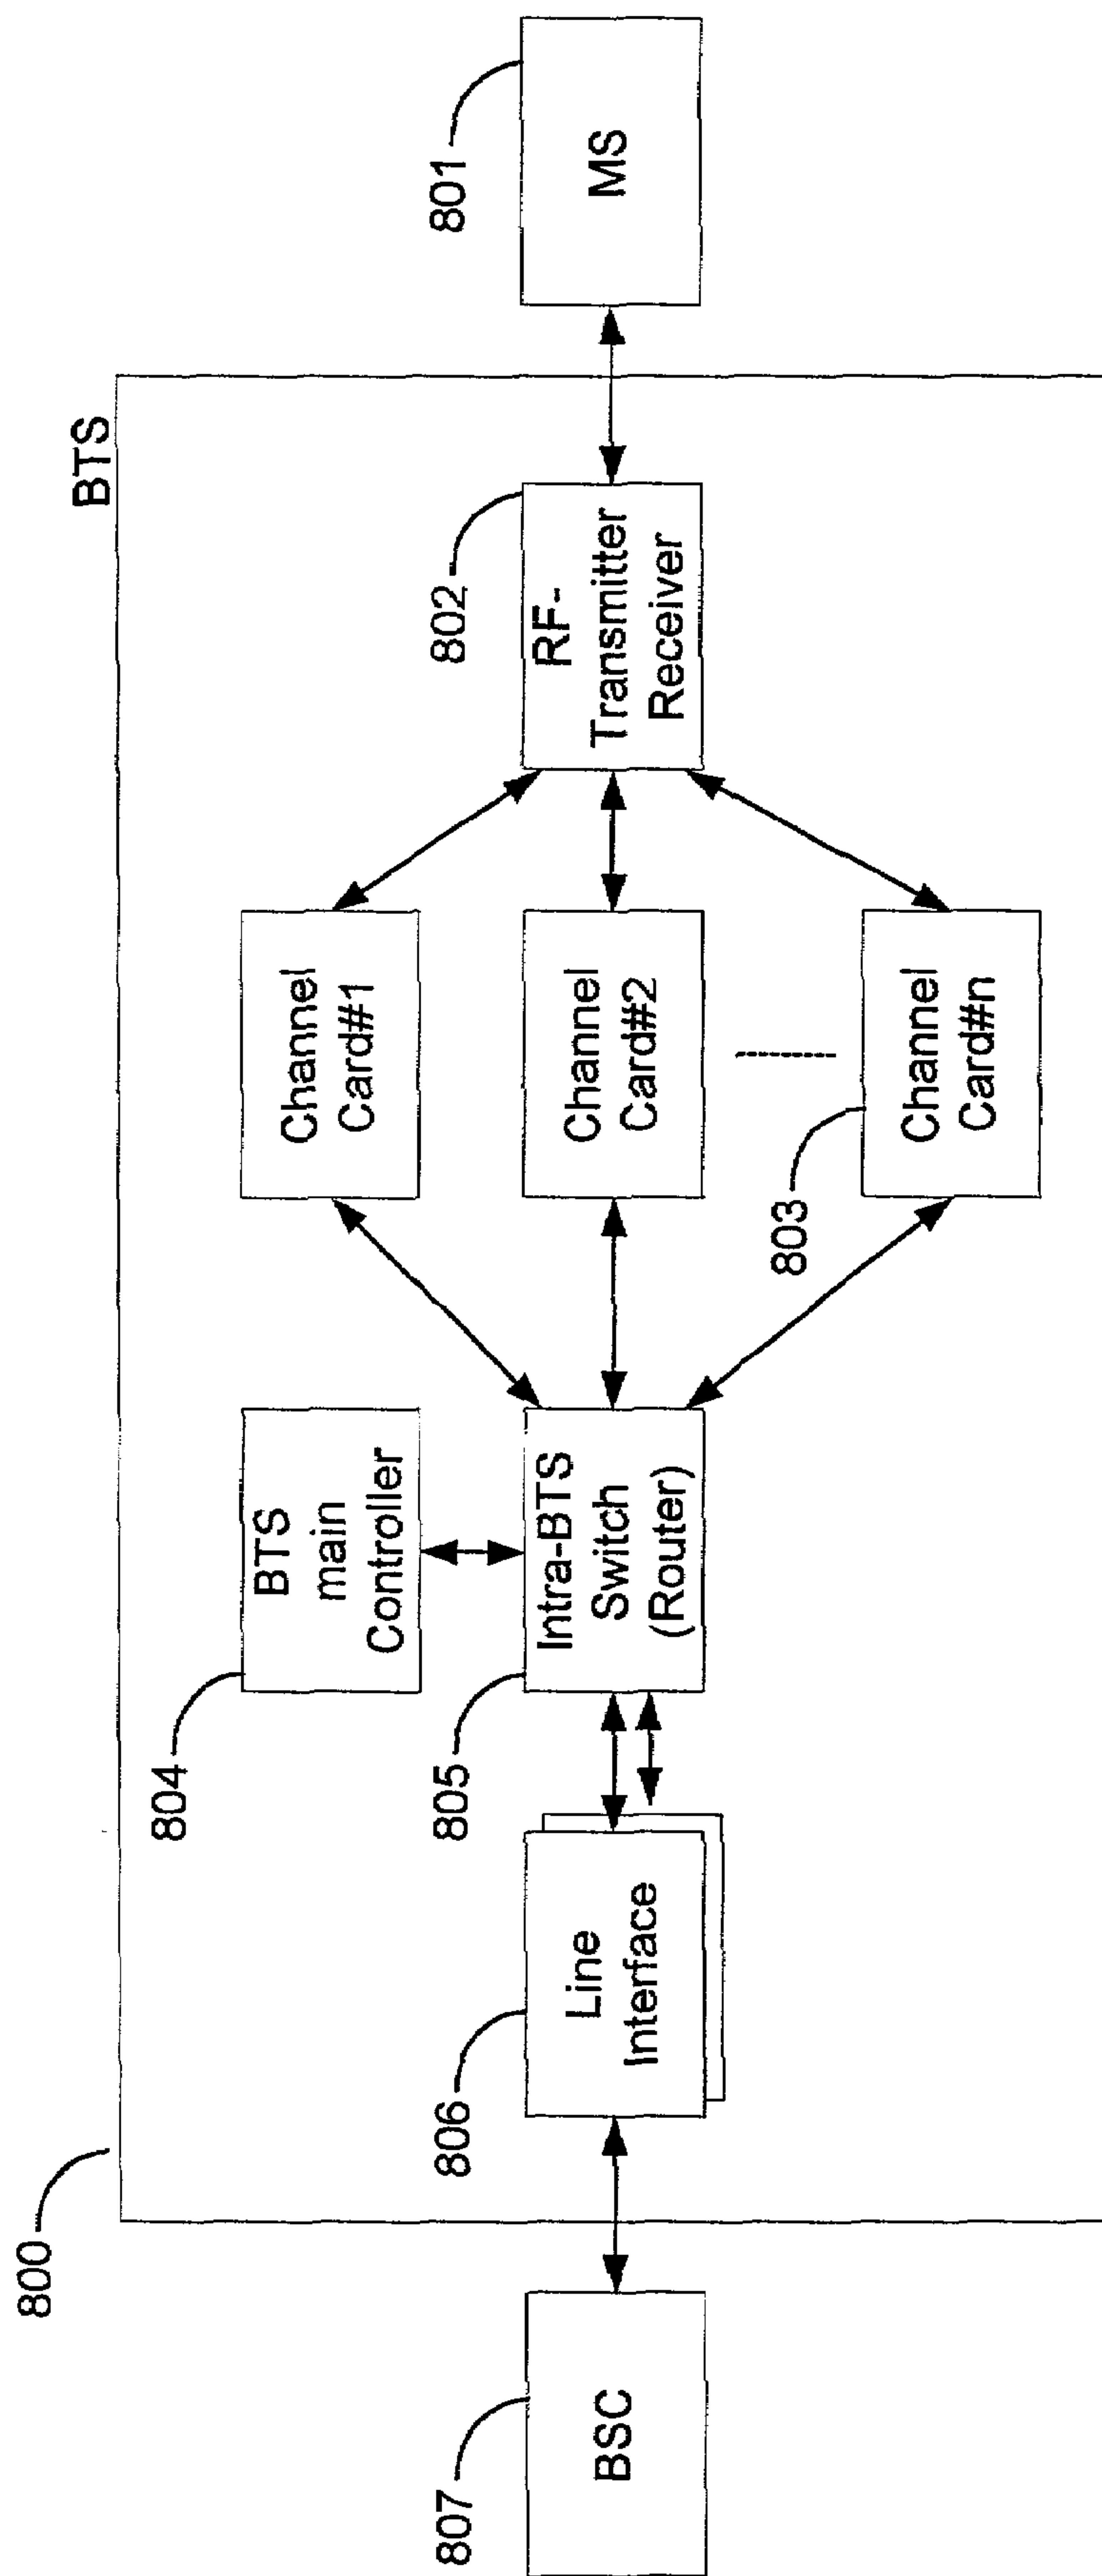 800
BTS
807
BSC
806
Line
Interface
804
BTS
main
Controller
805
Intra-BTS
Switch
(Router)
Channel
Card#1
Channel
Card#2
803
Channel
Card#n
802
RF-
Transmitter
Receiver
801
MS